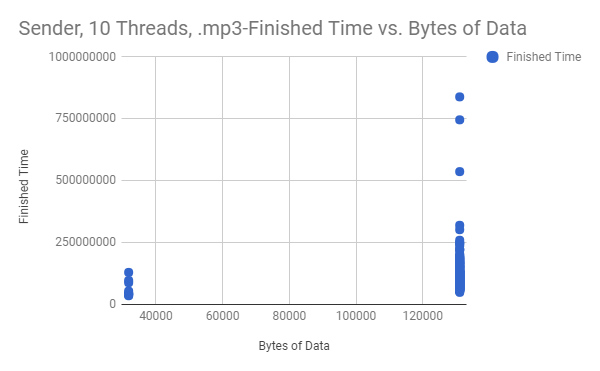 Sender, 10 Threads, .mp3-Finished Time vs. Bytes of Data
Finished Time
1000000000
750000000
500000000
250000000
0
Finished Time
40000 60000 80000 100000 120000
Bytes of Data